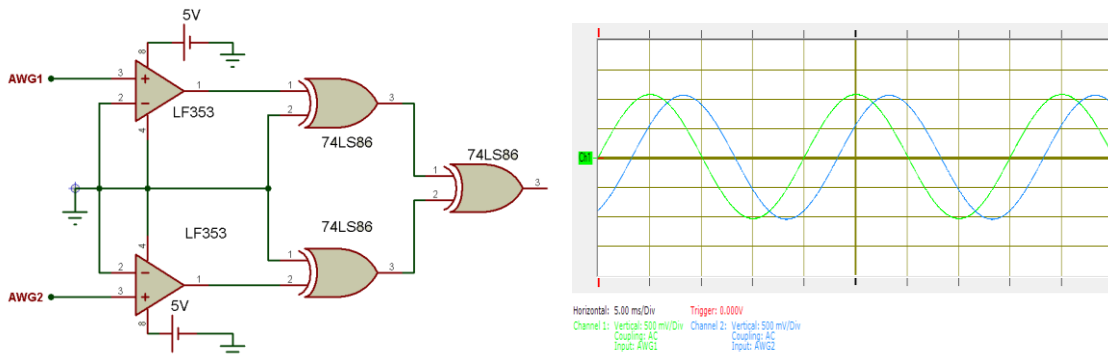 5V
8
AWG1
3
+
1
2
-
LF353
4
1
2
3
74LS86
74LS86
1
2
3
LF353
74LS86
4
1
2
3
2
-
1
AWG2
3
+
5V
8
Ch1
Horizontal: 5.00 ms/Div Trigger: 0.000V
Channel 1: Vertical: 500 mV/Div Channel 2: Vertical: 500 mV/Div
Coupling: AC Coupling: AC
Input: AWG1 Input: AWG2